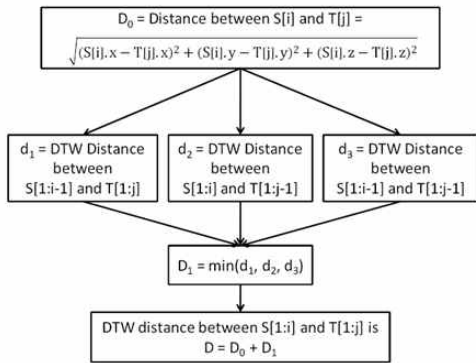 D₀ = Distance between S[i] and T[j] =
√(S[i].x − T[j].x)² + (S[i].y − T[j].y)² + (S[i].z − T[j].z)²
d₁ = DTW Distance
between
S[1:i-1] and T[1:j]
d₂ = DTW Distance
between
S[1:i] and T[1:j-1]
d₃ = DTW Distance
between
S[1:i-1] and T[1:j-1]
D₁ = min(d₁, d₂, d₃)
DTW distance between S[1:i] and T[1:j] is
D = D₀ + D₁